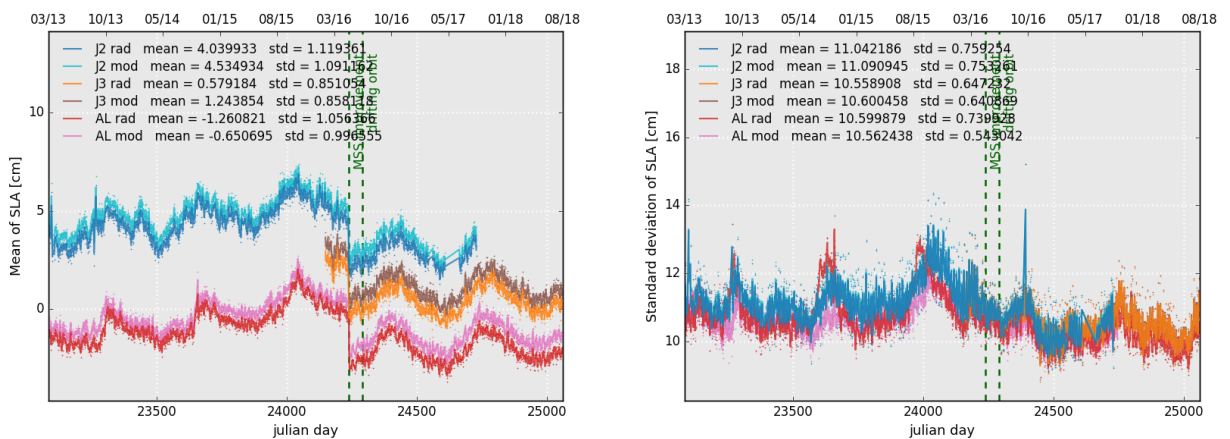 03/13 10/13 05/14 01/15 08/15 03/16 10/16 05/17 01/18 08/18
J2 rad mean = 4.039933 std = 1.119361
J2 mod mean = 4.534934 std = 1.091162
J3 rad mean = 0.579184 std = 0.851054
J3 mod mean = 1.243854 std = 0.858118
AL rad mean = -1.260821 std = 1.056366
AL mod mean = -0.650695 std = 0.996555
MSS
drifting orbit
Mean of SLA [cm]
10
5
0
23500 24000 24500 25000
julian day
03/13 10/13 05/14 01/15 08/15 03/16 10/16 05/17 01/18 08/18
J2 rad mean = 11.042186 std = 0.759254
J2 mod mean = 11.090945 std = 0.753261
J3 rad mean = 10.558908 std = 0.647232
J3 mod mean = 10.600458 std = 0.640869
AL rad mean = 10.599879 std = 0.739928
AL mod mean = 10.562438 std = 0.543042
MSS
drifting orbit
Standard deviation of SLA [cm]
18
16
14
12
10
23500 24000 24500 25000
julian day